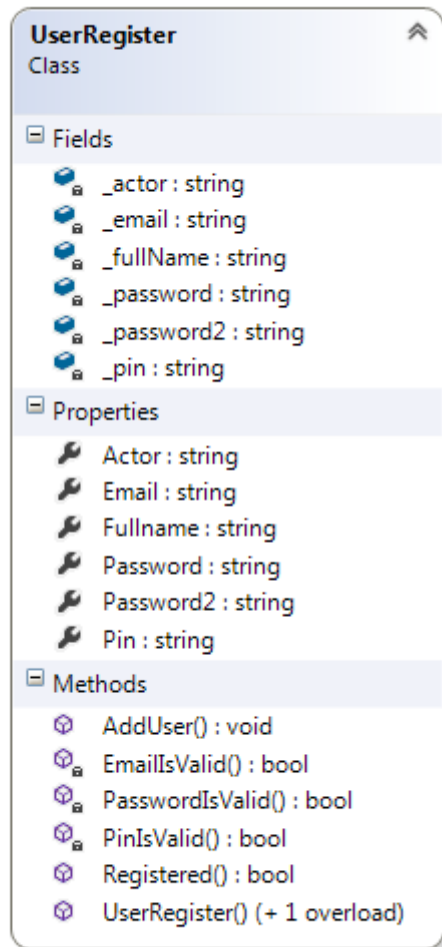 UserRegister
Class
Fields
_actor : string
_email : string
_fullName : string
_password : string
_password2 : string
_pin : string
Properties
Actor : string
Email : string
Fullname : string
Password : string
Password2 : string
Pin : string
Methods
AddUser() : void
EmailIsValid() : bool
PasswordIsValid() : bool
PinIsValid() : bool
Registered() : bool
UserRegister() (+ 1 overload)